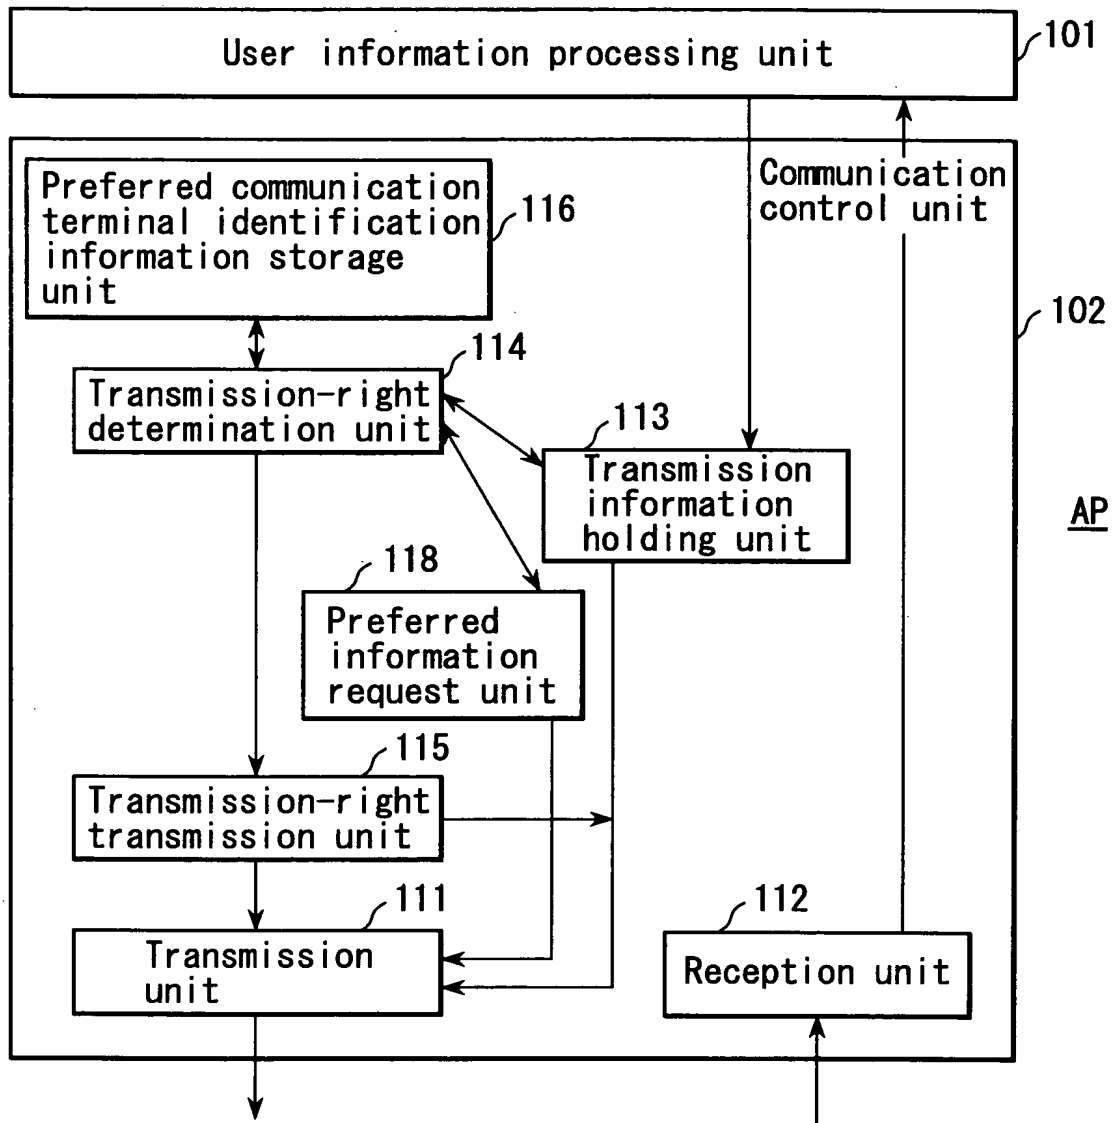 User information processing unit
101
Preferred communication
terminal identification
information storage
unit
116
Communication
control unit
102
114
Transmission-right
determination unit
113
Transmission
information
holding unit
AP
118
Preferred
information
request unit
115
Transmission-right
transmission unit
111
Transmission
unit
112
Reception unit